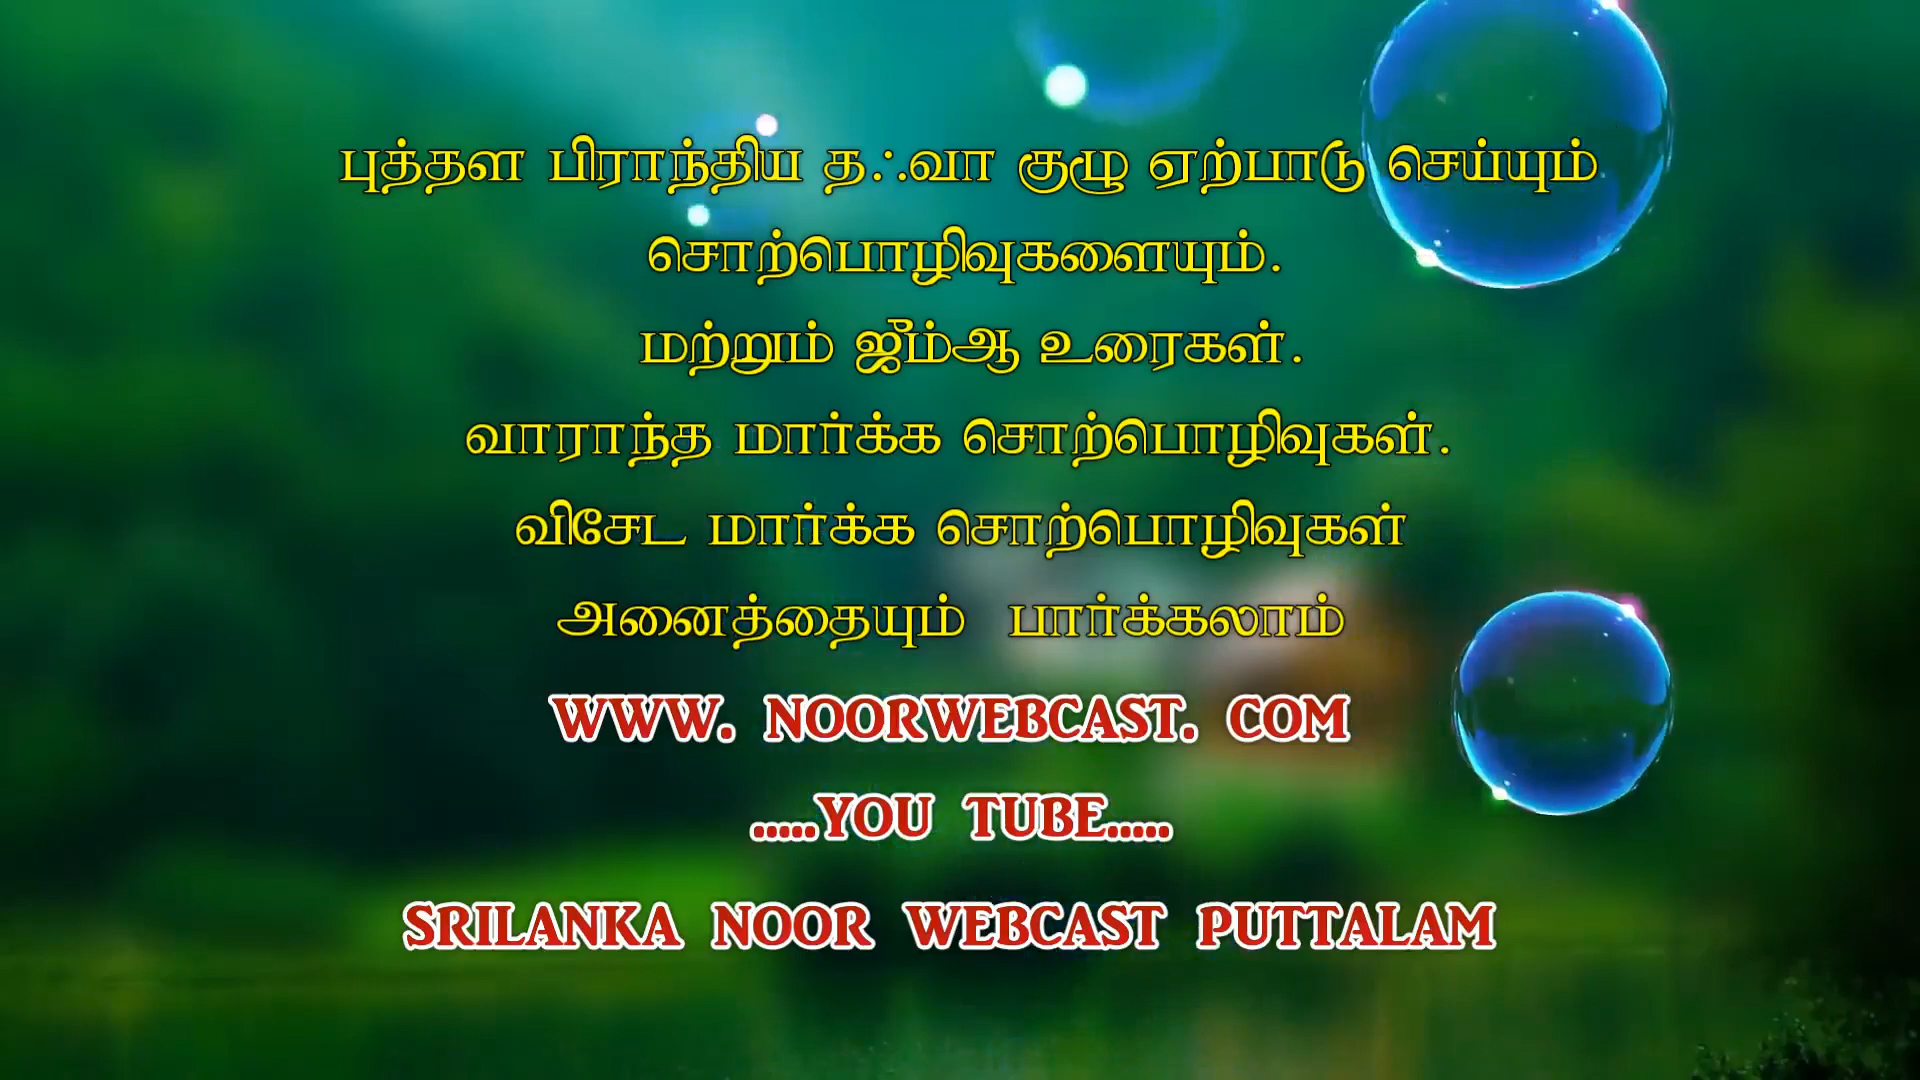 புத்தள பிராந்திய தஃவா குழு ஏற்பாடு செய்யும்
சொற்பொழிவுகளையும்.
மற்றும் ஜீம்ஆ உரைகள்.
வாராந்த மார்க்க சொற்பொழிவுகள்.
விசேட மார்க்க சொற்பொழிவுகள்
அனைத்தையும் பார்க்கலாம்
WWW. NOORWEBCAST. COM
.....YOU TUBE.....
SRILANKA NOOR WEBCAST PUTTALAM